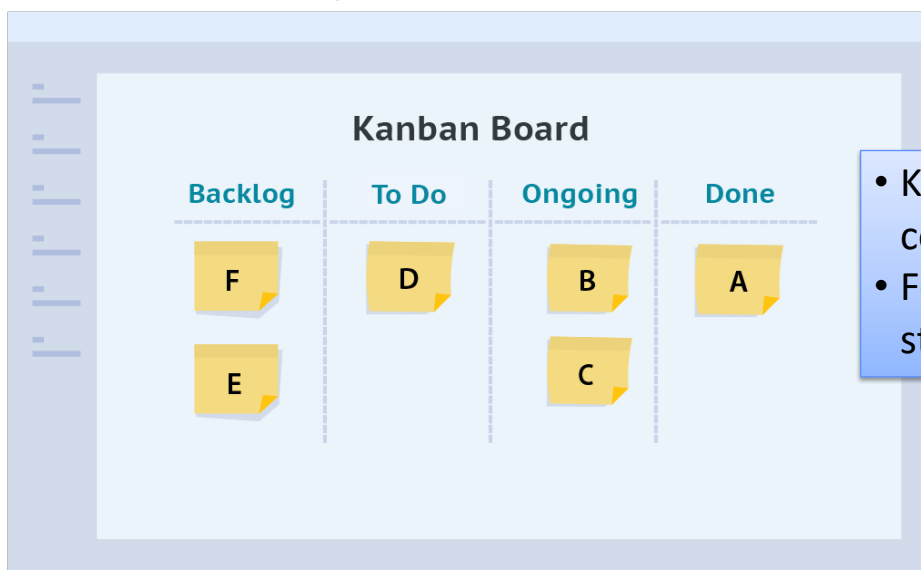 Kanban Board
Backlog To Do Ongoing Done
F D B A
E C
• K
• F